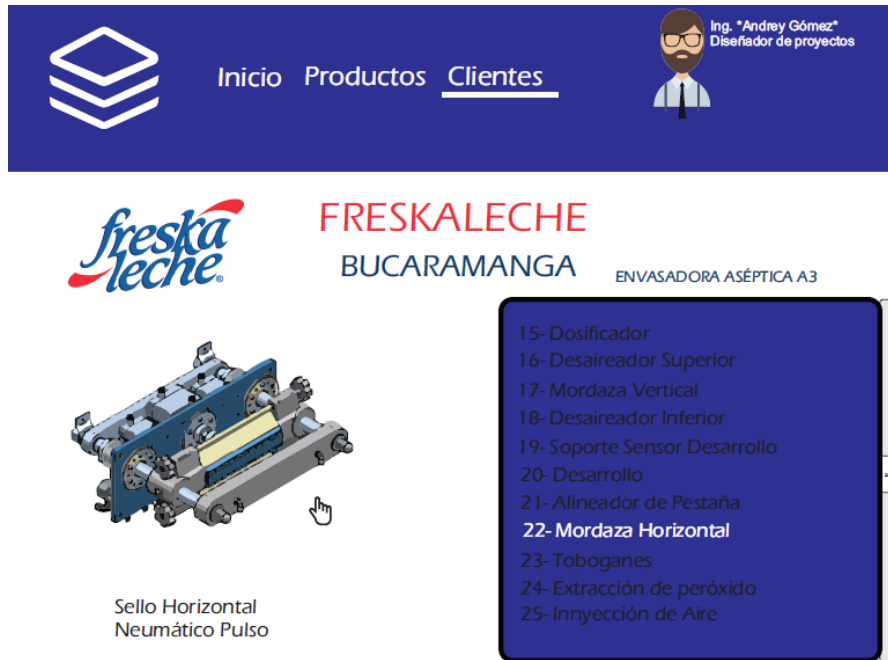 Ing. "Andrey Gómez"
Diseñador de proyectos
Inicio Productos Clientes
freska
leche
FRESKALECHE
BUCARAMANGA
ENVASADORA ASÉPTICA A3
15- Dosificador
16- Desaireador Superior
17- Mordaza Vertical
18- Desaireador Inferior
19- Soporte Sensor Desarrollo
20- Desarrollo
21- Alineador de Pestaña
22- Mordaza Horizontal
23- Toboganes
24- Extracción de peróxido
25- Innyección de Aire
Sello Horizontal
Neumático Pulso